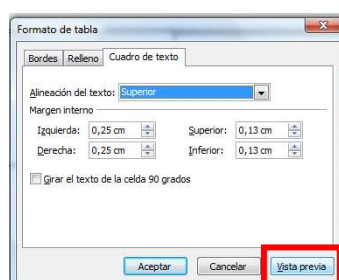 Formato de tabla
Bordes Relleno Cuadro de texto
Alineación del texto: Superior
Margen interno
Izquierda: 0,25 cm Superior: 0,13 cm
Derecha: 0,25 cm Inferior: 0,13 cm
Girar el texto de la celda 90 grados
Aceptar Cancelar Vista previa